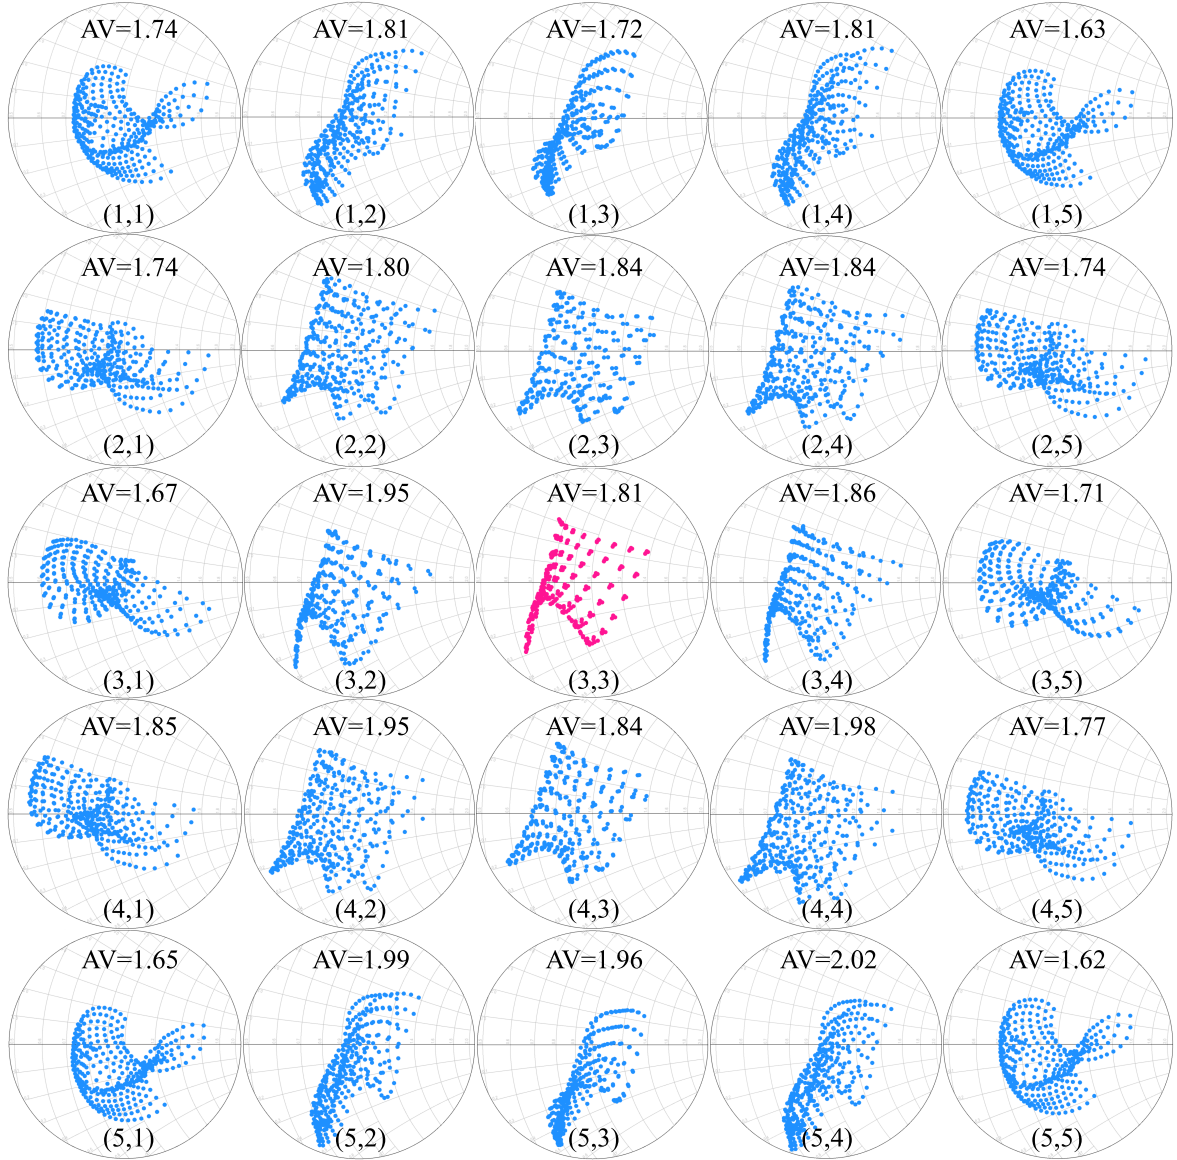 AV=1.74 AV=1.81 AV=1.72 AV=1.81 AV=1.63
(1,1) (1,2) (1,3) (1,4) (1,5)
AV=1.74 AV=1.80 AV=1.84 AV=1.84 AV=1.74
(2,1) (2,2) (2,3) (2,4) (2,5)
AV=1.67 AV=1.95 AV=1.81 AV=1.86 AV=1.71
(3,1) (3,2) (3,3) (3,4) (3,5)
AV=1.85 AV=1.95 AV=1.84 AV=1.98 AV=1.77
(4,1) (4,2) (4,3) (4,4) (4,5)
AV=1.65 AV=1.99 AV=1.96 AV=2.02 AV=1.62
(5,1) (5,2) (5,3) (5,4) (5,5)